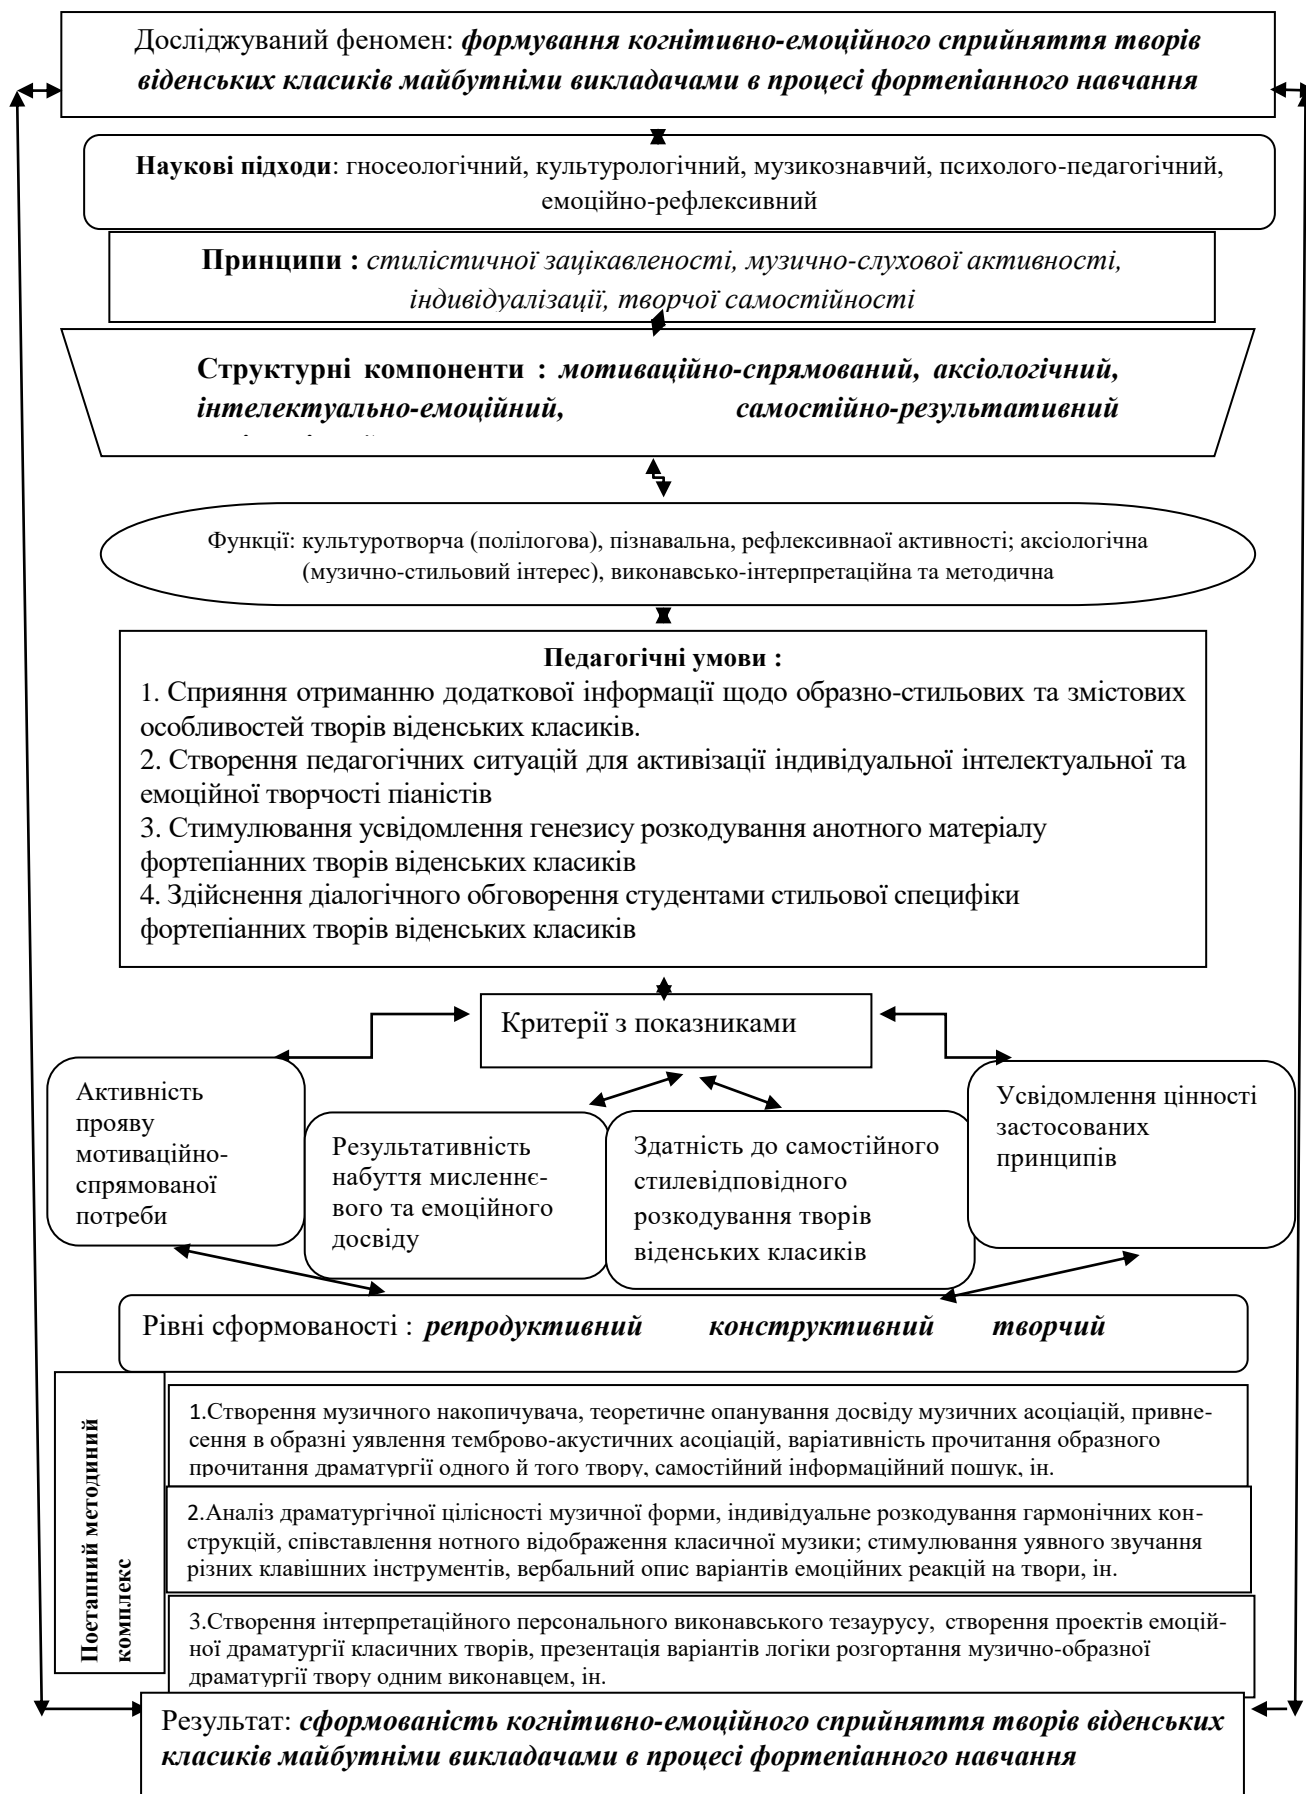 Досліджуваний феномен: формування когнітивно-емоційного сприйняття творів
віденських класиків майбутніми викладачами в процесі фортепіанного навчання
Наукові підходи: гносеологічний, культурологічний, музикознавчий, психолого-педагогічний,
емоційно-рефлексивний
Принципи : стилістичної зацікавленості, музично-слухової активності,
індивідуалізації, творчої самостійності
Структурні компоненти : мотиваційно-спрямований, аксіологічний,
інтелектуально-емоційний, самостійно-результативний
Функції: культуротворча (полілогова), пізнавальна, рефлексивнаої активності; аксіологічна
(музично-стильовий інтерес), виконавсько-інтерпретаційна та методична
Педагогічні умови :
1. Сприяння отриманню додаткової інформації щодо образно-стильових та змістових
особливостей творів віденських класиків.
2. Створення педагогічних ситуацій для активізації індивідуальної інтелектуальної та
емоційної творчості піаністів
3. Стимулювання усвідомлення генезису розкодування анотного матеріалу
фортепіанних творів віденських класиків
4. Здійснення діалогічного обговорення студентами стильової специфіки
фортепіанних творів віденських класиків
Критерії з показниками
Активність
прояву
мотиваційно-
спрямованої
потреби
Результативність
набуття мисленнє-
вого та емоційного
досвіду
Здатність до самостійного
стилевідповідного
розкодування творів
віденських класиків
Усвідомлення цінності
застосованих
принципів
Рівні сформованості : репродуктивний конструктивний творчий
Поетапний методиний
комплекс
1.Створення музичного накопичувача, теоретичне опанування досвіду музичних асоціацій, привне-
сення в образні уявлення темброво-акустичних асоціацій, варіативність прочитання образного
прочитання драматургії одного й того твору, самостійний інформаційний пошук, ін.
2.Аналіз драматургічної цілісності музичної форми, індивідуальне розкодування гармонічних кон-
струкцій, співставлення нотного відображення класичної музики; стимулювання уявного звучання
різних клавішних інструментів, вербальний опис варіантів емоційних реакцій на твори, ін.
3.Створення інтерпретаційного персонального виконавського тезаурусу, створення проектів емоцій-
ної драматургії класичних творів, презентація варіантів логіки розгортання музично-образної
драматургії твору одним виконавцем, ін.
Результат: сформованість когнітивно-емоційного сприйняття творів віденських
класиків майбутніми викладачами в процесі фортепіанного навчання